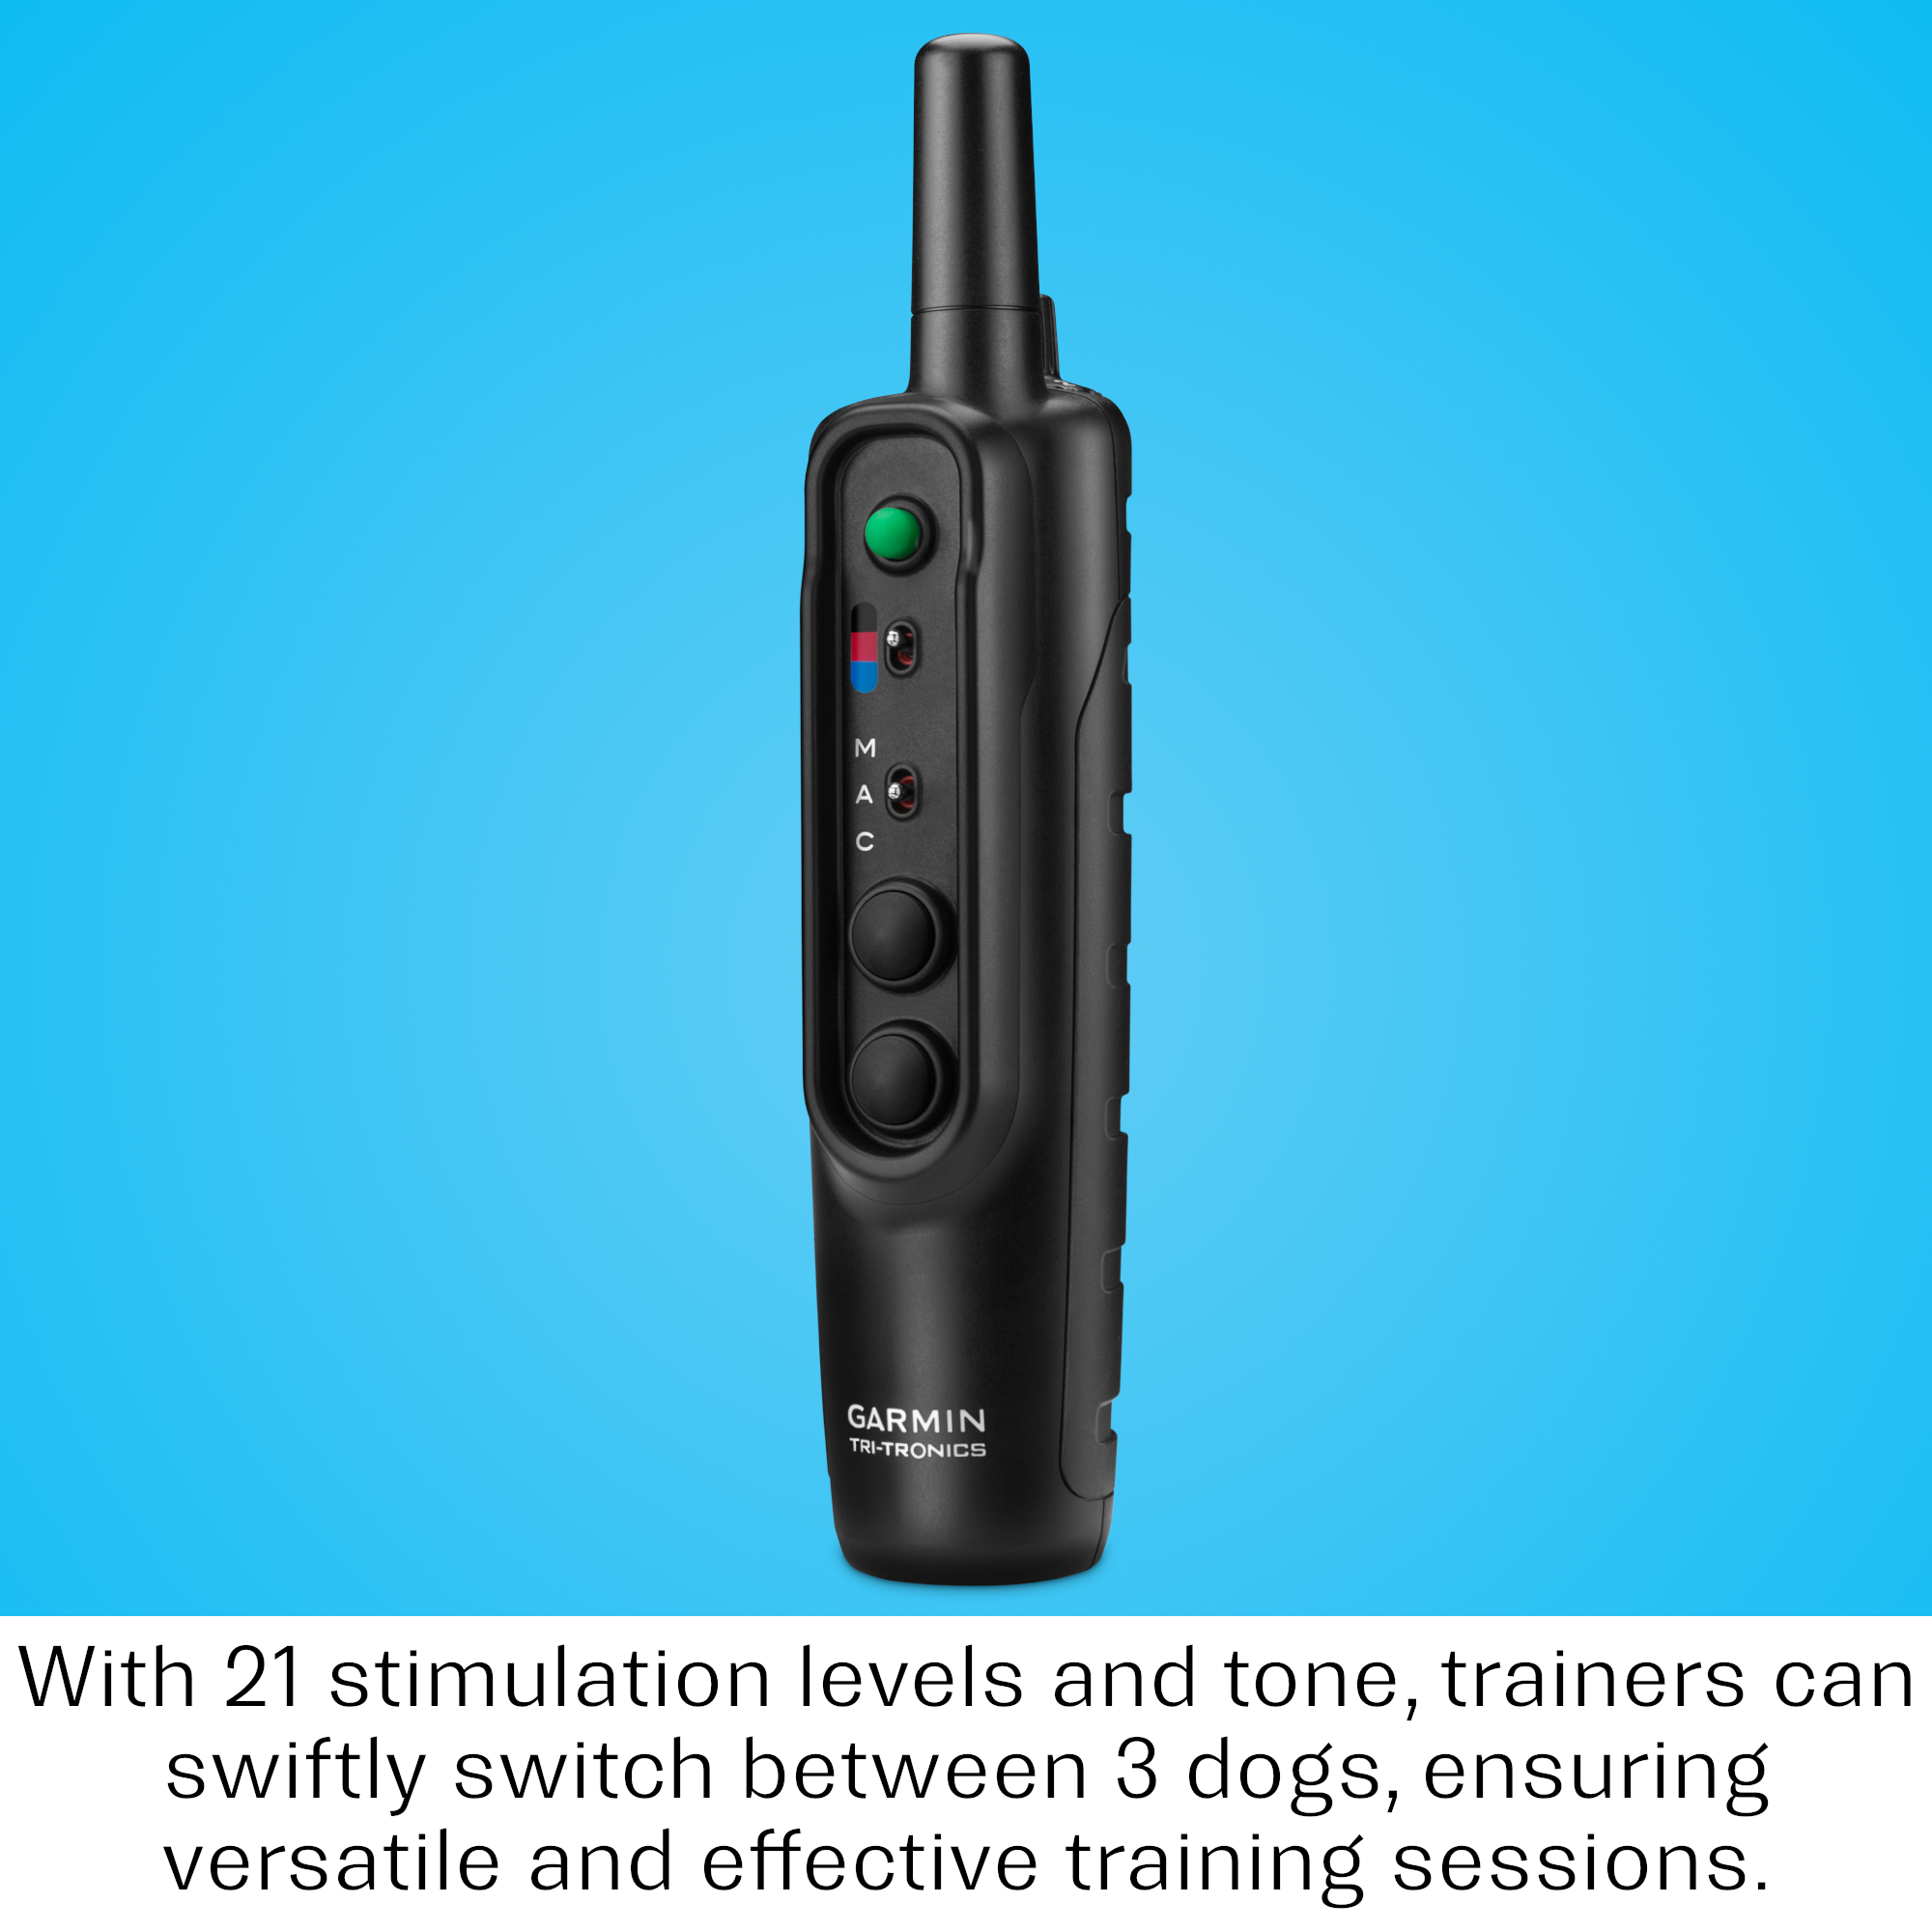 M
A
C
GARMIN
TRI-TRONICS
With 21 stimulation levels and tone, trainers can
swiftly switch between 3 dogs, ensuring
versatile and effective training sessions.